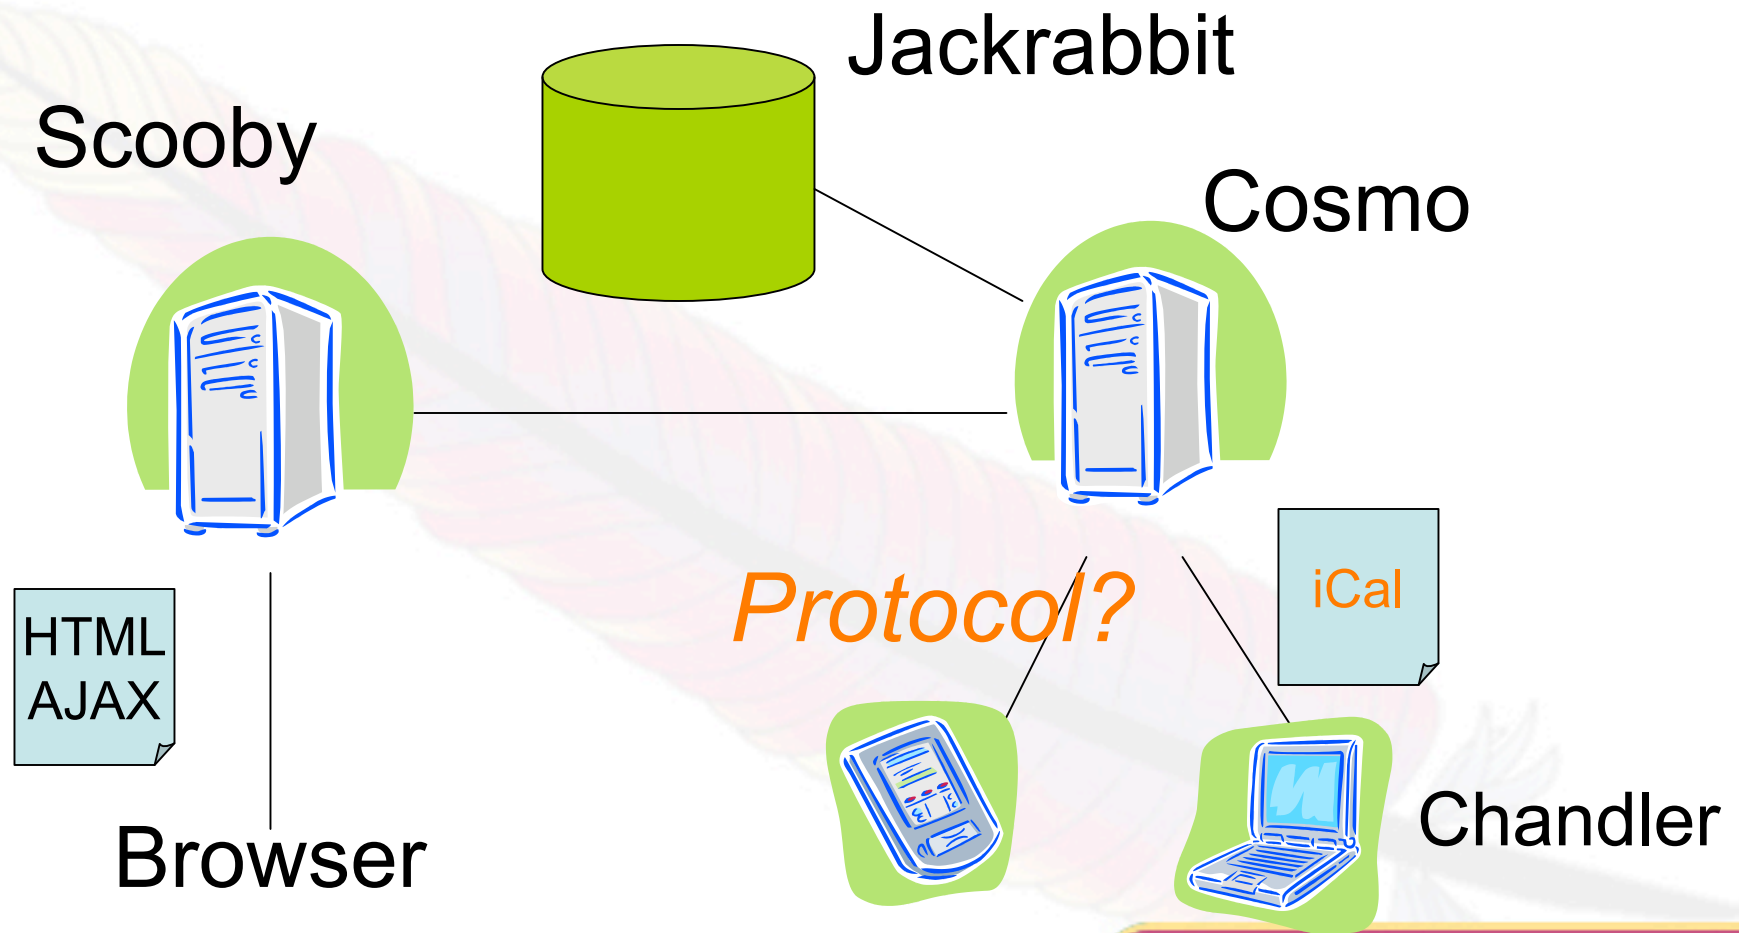 Jackrabbit
Scooby
Cosmo
Protocol?
iCal
HTML
AJAX
Chandler
Browser